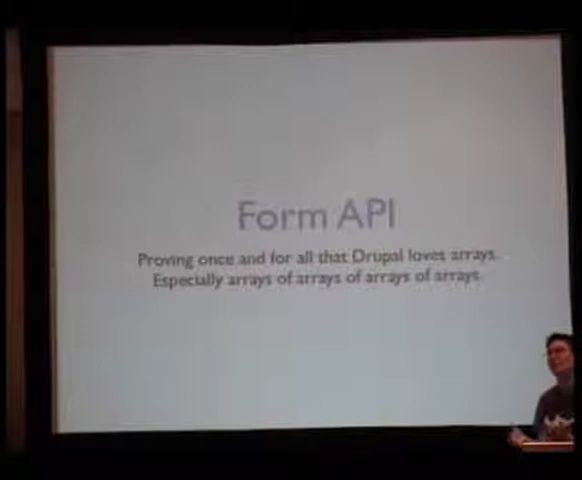 Form API
Proving once and for all that Drupal loves arrays.
Especially arrays of arrays of arrays of arrays.